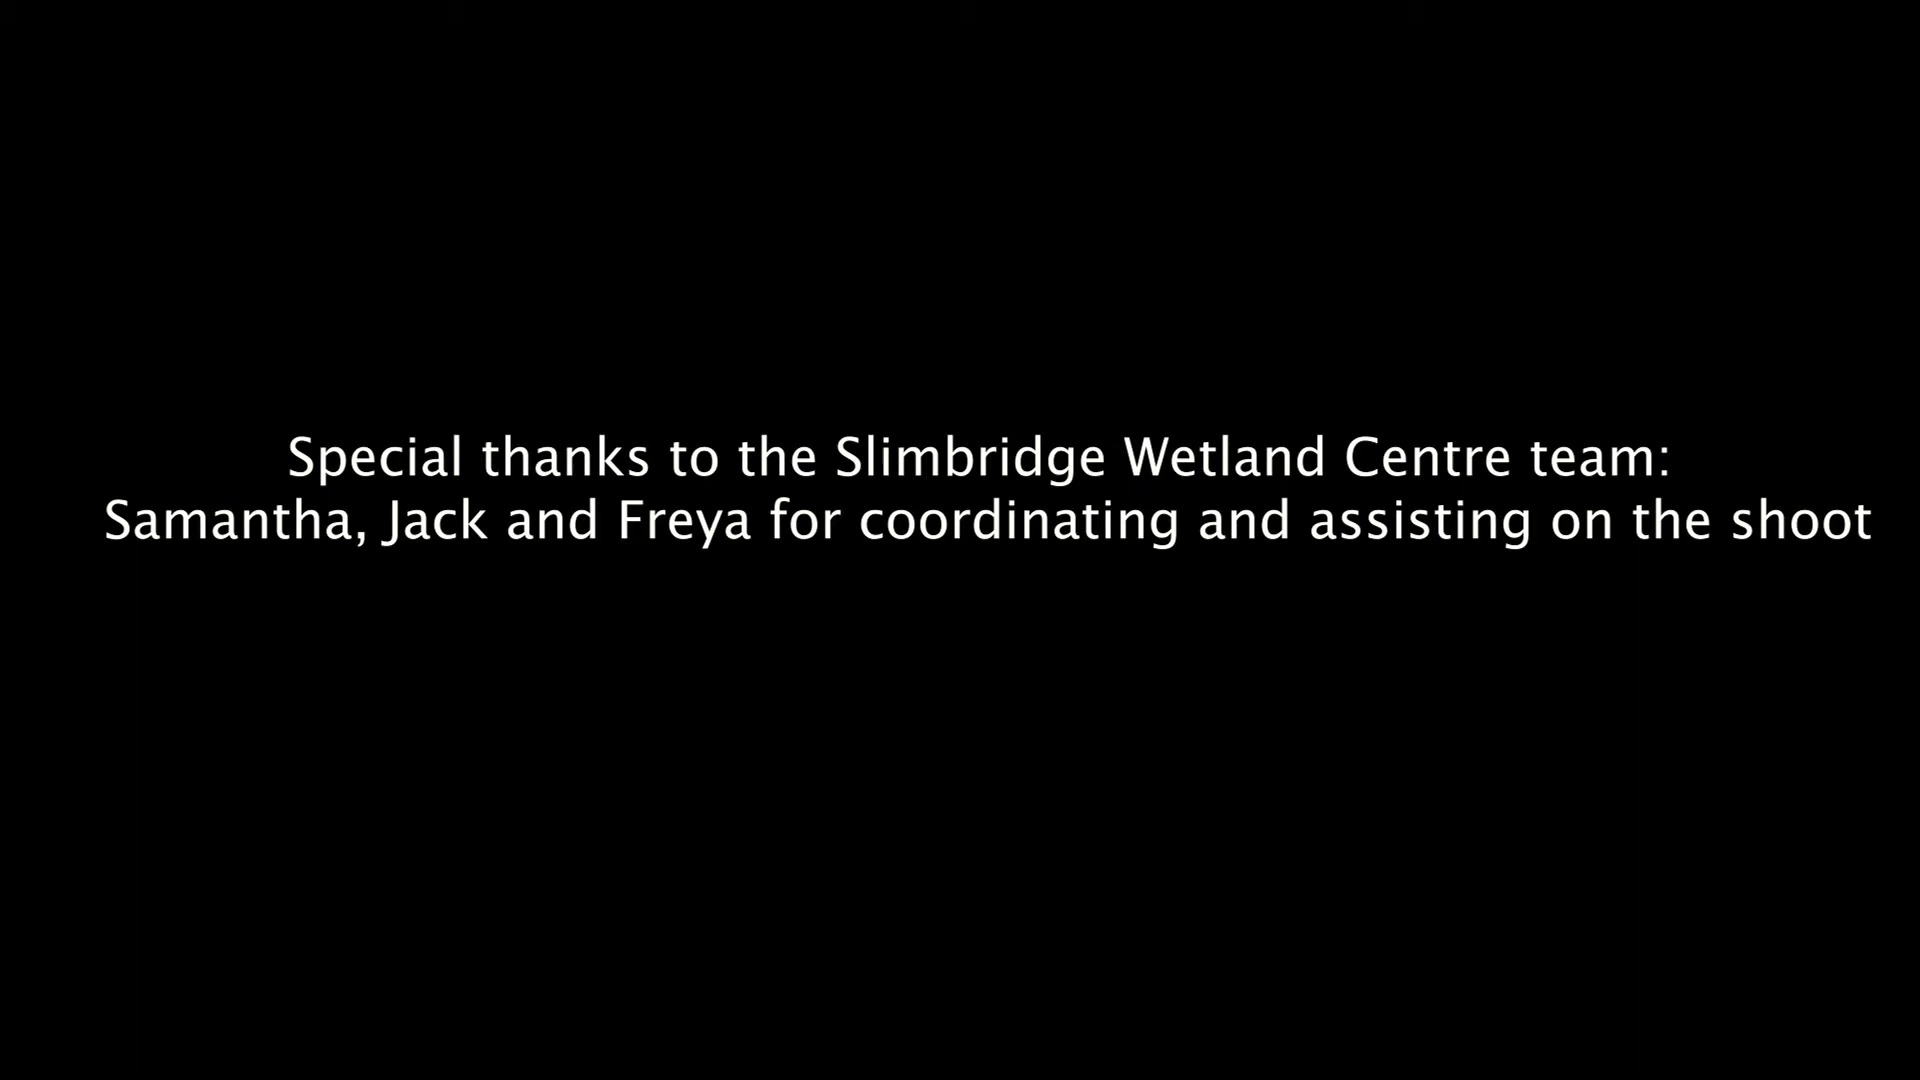 Special thanks to the Slimbridge Wetland Centre team:
Samantha, Jack and Freya for coordinating and assisting on the shoot